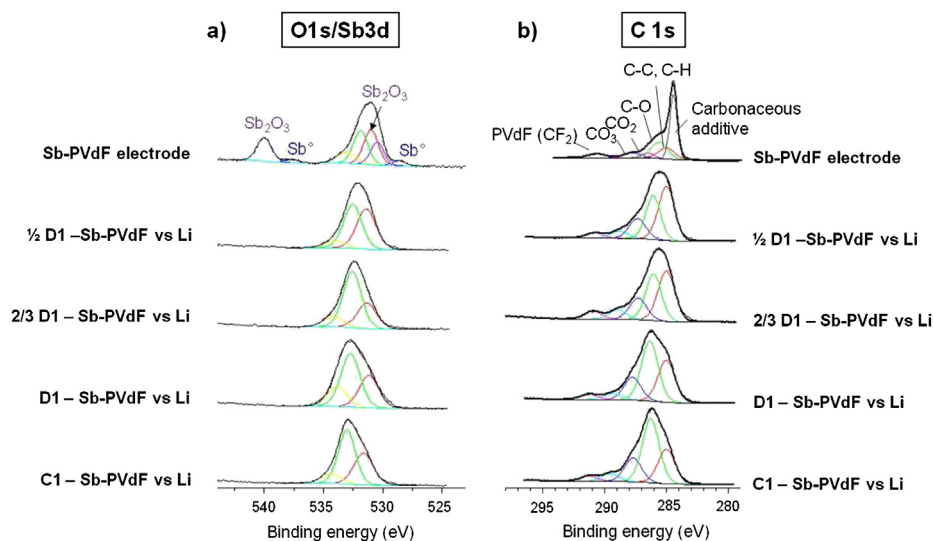 a)
O1s/Sb3d
Sb₂O₃
Sb₂O₃
Sb°
Sb°
Sb-PVdF electrode
½ D1 –Sb-PVdF vs Li
2/3 D1 – Sb-PVdF vs Li
D1 – Sb-PVdF vs Li
C1 – Sb-PVdF vs Li
540
535
530
525
Binding energy (eV)
b)
C 1s
C-C, C-H
C-O
CO₂
CO₃
PVdF (CF₂)
Carbonaceous
additive
Sb-PVdF electrode
½ D1 –Sb-PVdF vs Li
2/3 D1 – Sb-PVdF vs Li
D1 – Sb-PVdF vs Li
C1 – Sb-PVdF vs Li
295
290
285
280
Binding energy (eV)